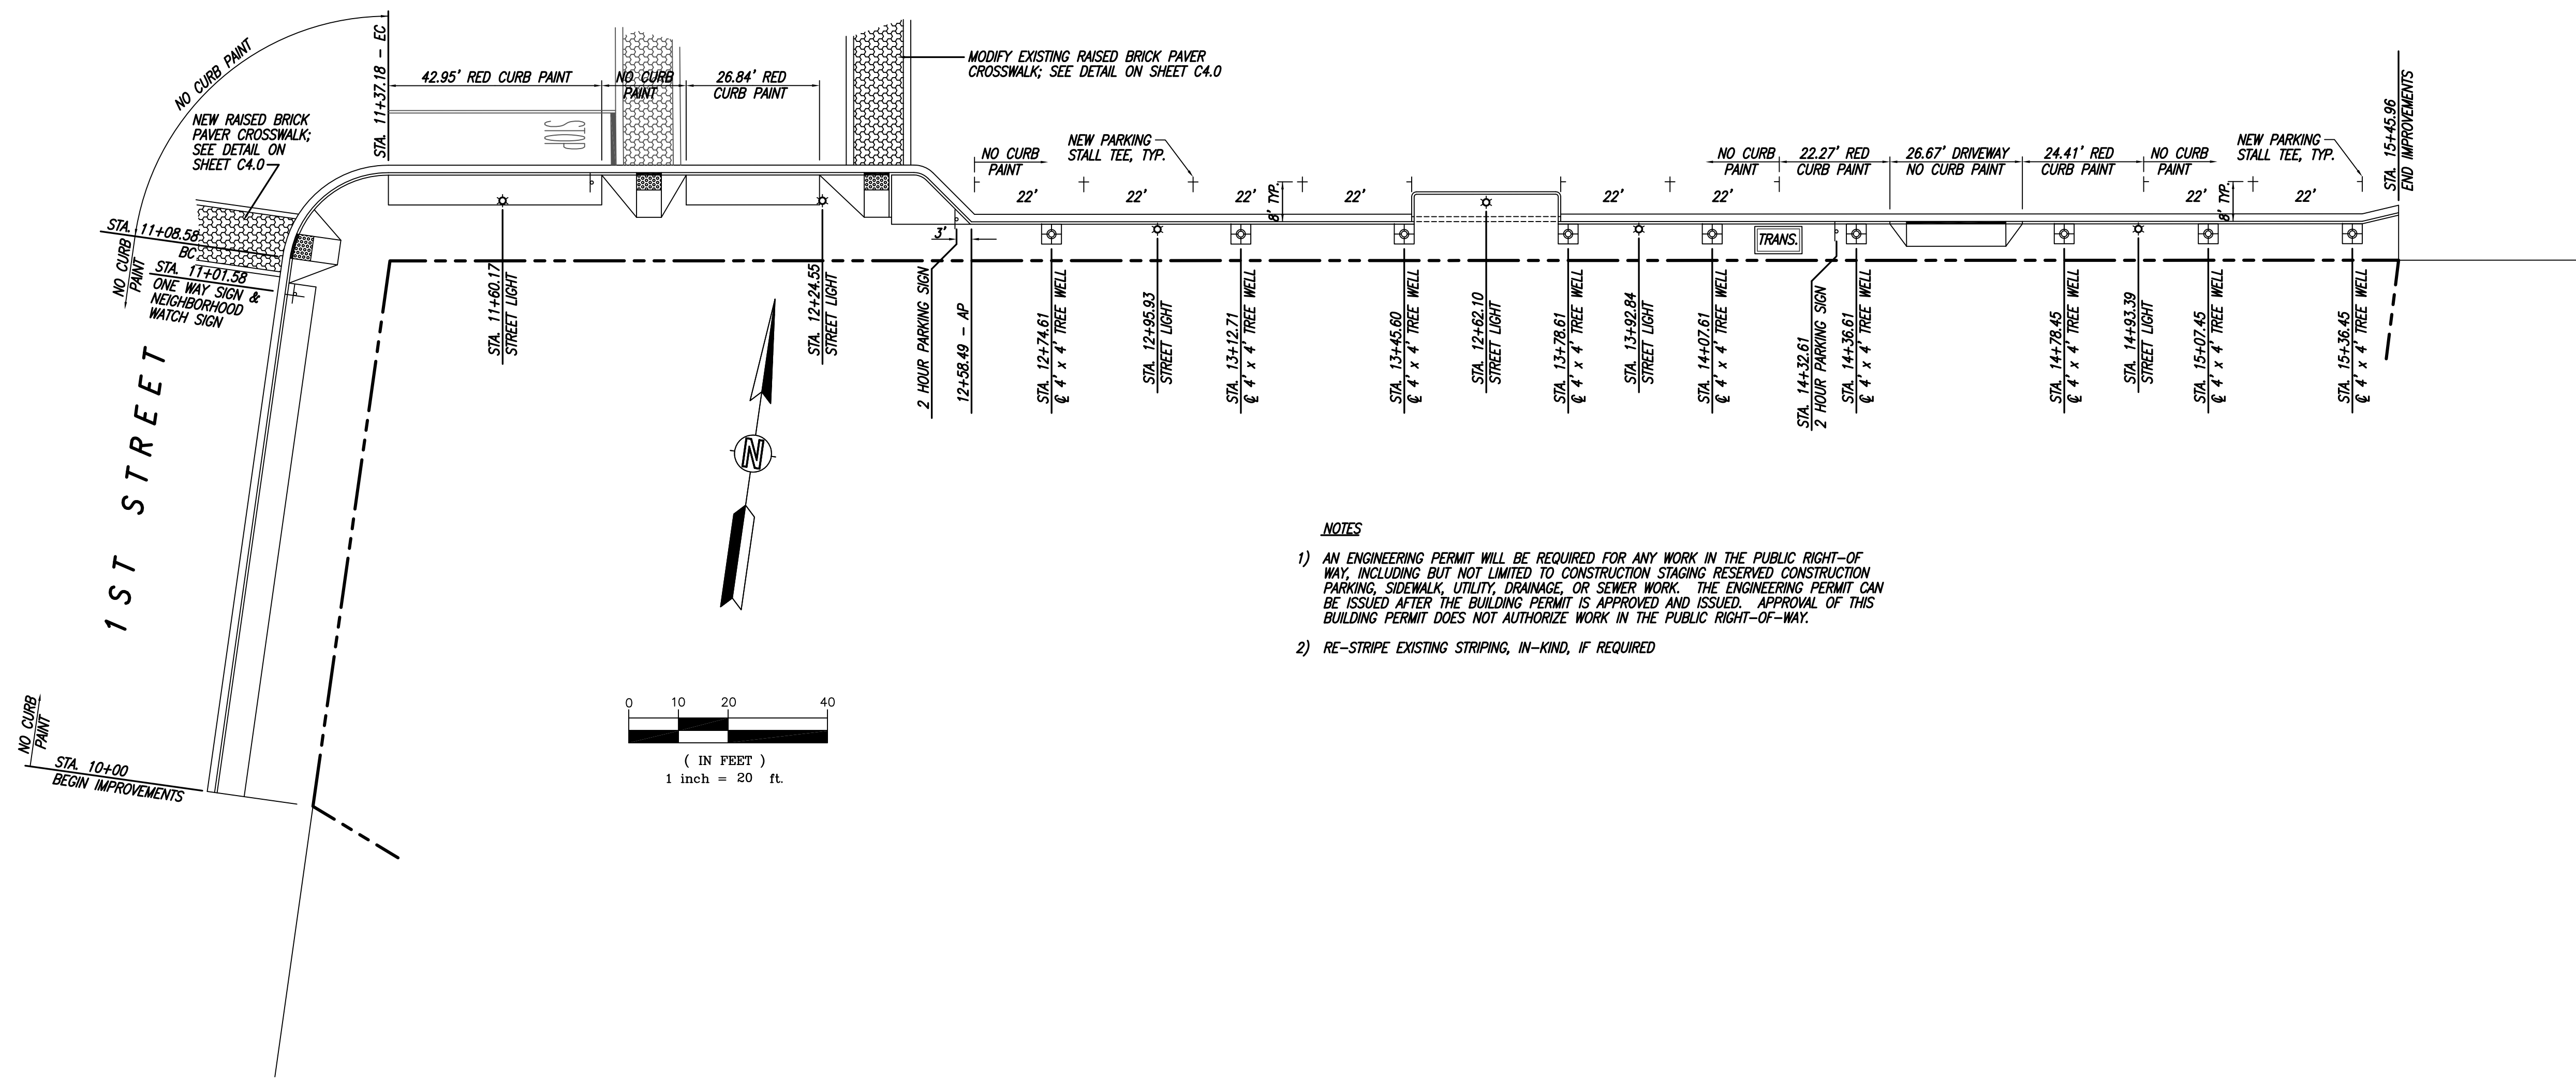 NO CURB PAINT
STA. 11+37.18 - EC
42.95' RED CURB PAINT
NO CURB
PAINT
26.84' RED
CURB PAINT
MODIFY EXISTING RAISED BRICK PAVER
CROSSWALK; SEE DETAIL ON SHEET C4.0
NEW RAISED BRICK
PAVER CROSSWALK;
SEE DETAIL ON
SHEET C4.0
STOP
NO CURB
PAINT
NEW PARKING
STALL TEE, TYP.
22'
22'
22'
8' TYP.
22'
22'
22'
NO CURB
PAINT
22.27' RED
CURB PAINT
26.67' DRIVEWAY
NO CURB PAINT
24.41' RED
CURB PAINT
NO CURB
PAINT
NEW PARKING
STALL TEE, TYP.
22'
8' TYP.
22'
STA. 15+45.96
END IMPROVEMENTS
STA. 11+08.58
BC
NO CURB
PAINT
STA. 11+01.58
ONE WAY SIGN &
NEIGHBORHOOD
WATCH SIGN
3'
TRANS.
STA. 11+60.17
STREET LIGHT
STA. 12+24.55
STREET LIGHT
2 HOUR PARKING SIGN
12+58.49 - AP
STA. 12+74.61
℄ 4' x 4' TREE WELL
STA. 12+95.93
STREET LIGHT
STA. 13+12.71
℄ 4' x 4' TREE WELL
STA. 13+45.60
℄ 4' x 4' TREE WELL
STA. 12+62.10
STREET LIGHT
STA. 13+78.61
℄ 4' x 4' TREE WELL
STA. 13+92.84
STREET LIGHT
STA. 14+07.61
℄ 4' x 4' TREE WELL
STA. 14+32.61
2 HOUR PARKING SIGN
STA. 14+36.61
℄ 4' x 4' TREE WELL
STA. 14+78.45
℄ 4' x 4' TREE WELL
STA. 14+93.39
STREET LIGHT
STA. 15+07.45
℄ 4' x 4' TREE WELL
STA. 15+36.45
℄ 4' x 4' TREE WELL
1ST STREET
N
NOTES
1) AN ENGINEERING PERMIT WILL BE REQUIRED FOR ANY WORK IN THE PUBLIC RIGHT-OF
WAY, INCLUDING BUT NOT LIMITED TO CONSTRUCTION STAGING RESERVED CONSTRUCTION
PARKING, SIDEWALK, UTILITY, DRAINAGE, OR SEWER WORK. THE ENGINEERING PERMIT CAN
BE ISSUED AFTER THE BUILDING PERMIT IS APPROVED AND ISSUED. APPROVAL OF THIS
BUILDING PERMIT DOES NOT AUTHORIZE WORK IN THE PUBLIC RIGHT-OF-WAY.
2) RE-STRIPE EXISTING STRIPING, IN-KIND, IF REQUIRED
0 10 20 40
( IN FEET )
1 inch = 20 ft.
NO CURB
PAINT
STA. 10+00
BEGIN IMPROVEMENTS